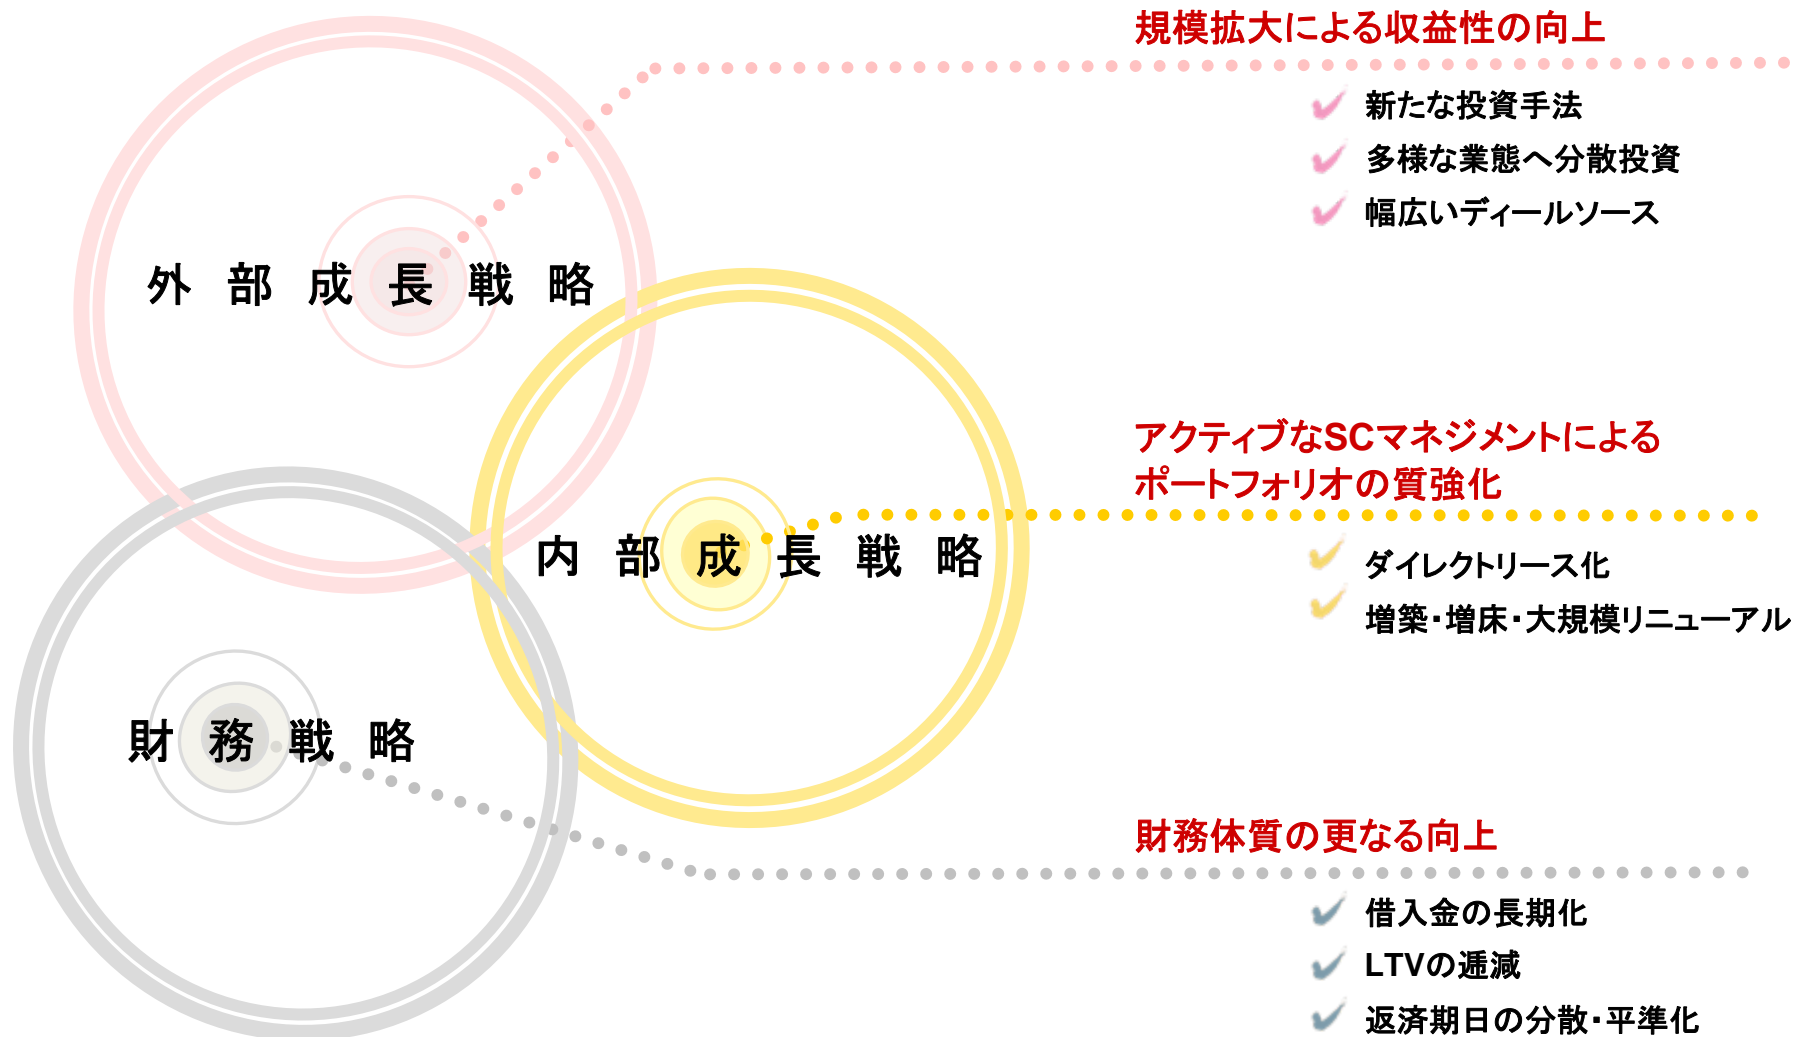 規模拡大による収益性の向上
新たな投資手法
多様な業態へ分散投資
幅広いディールソース
外部成長戦略
アクティブなSCマネジメントによる
ポートフォリオの質強化
内部成長戦略
ダイレクトリース化
増築・増床・大規模リニューアル
財務戦略
財務体質の更なる向上
借入金の長期化
LTVの逓減
返済期日の分散・平準化